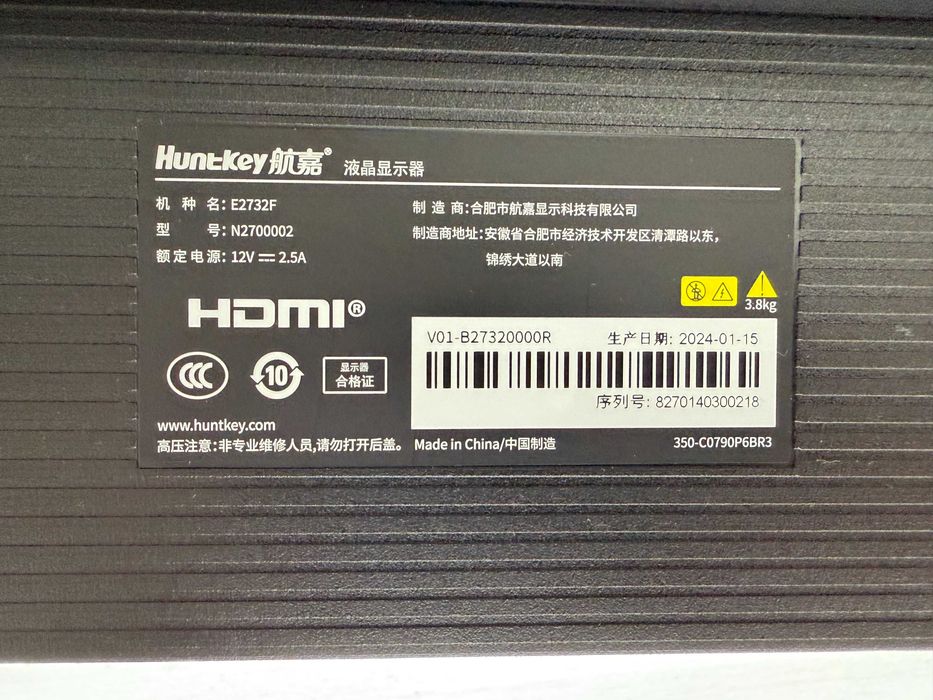 HUNTKEY航嘉® 液晶显示器
机 种 名：E2732F
型 号：N2700002
额定电源：12V ⎓ 2.5A
制 造 商：合肥市航嘉显示科技有限公司
制造商地址：安徽省合肥市经济技术开发区清潭路以东，
锦绣大道以南
3.8kg
HDMI®
V01-B27320000R 生产日期: 2024-01-15
序列号: 8270140300218
CCC
10
显示器
合格证
www.huntkey.com
高压注意：非专业维修人员,请勿打开后盖。
Made in China/中国制造
350-C0790P6BR3